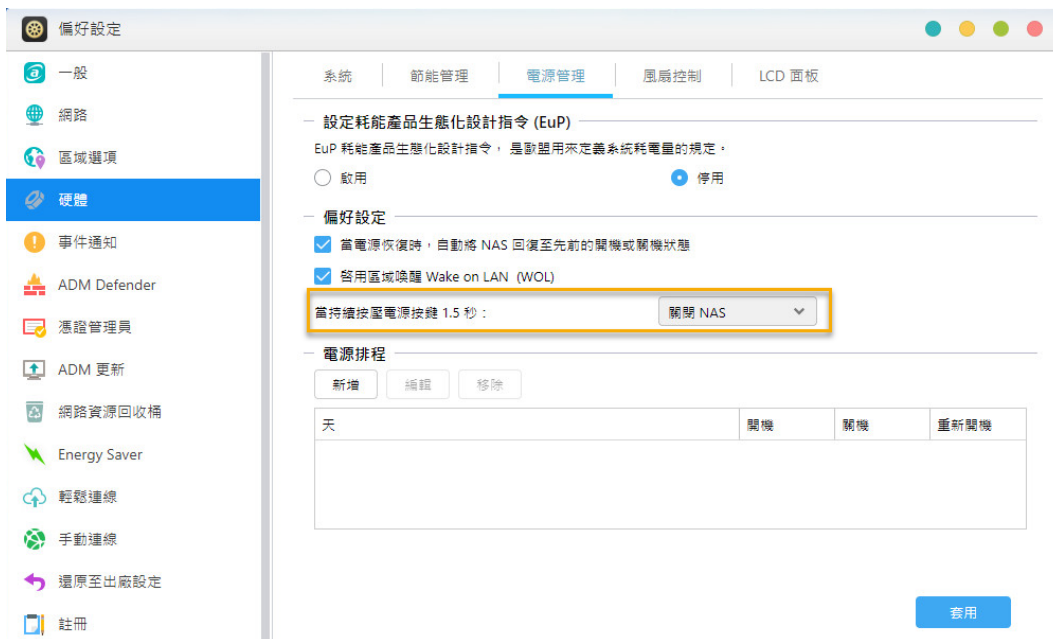 偏好設定
一般
網路
區域選項
硬體
事件通知
ADM Defender
憑證管理員
ADM 更新
網路資源回收桶
Energy Saver
輕鬆連線
手動連線
還原至出廠設定
註冊
系統 節能管理 電源管理 風扇控制 LCD 面板
設定耗能產品生態化設計指令 (EuP)
EuP 耗能產品生態化設計指令， 是歐盟用來定義系統耗電量的規定。
啟用 停用
偏好設定
當電源恢復時，自動將 NAS 回復至先前的開機或關機狀態
啓用區域喚醒 Wake on LAN (WOL)
當持續按壓電源按鍵 1.5 秒： 關閉 NAS
電源排程
新增 編輯 移除
天 開機 關機 重新開機
套用